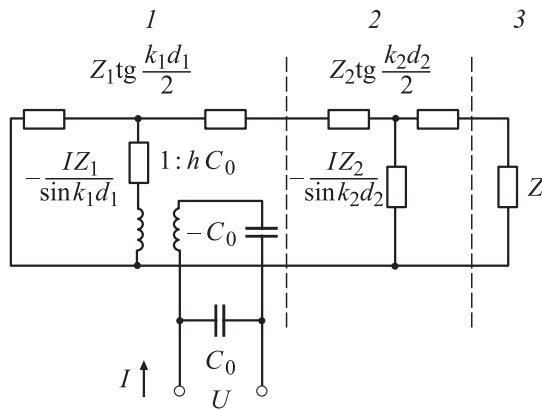 1 2 3
Z₁tg k₁d₁/2 Z₂tg k₂d₂/2
−IZ₁/sin k₁d₁ 1 : hC₀ −IZ₂/sin k₂d₂ Z
−C₀
C₀
I U